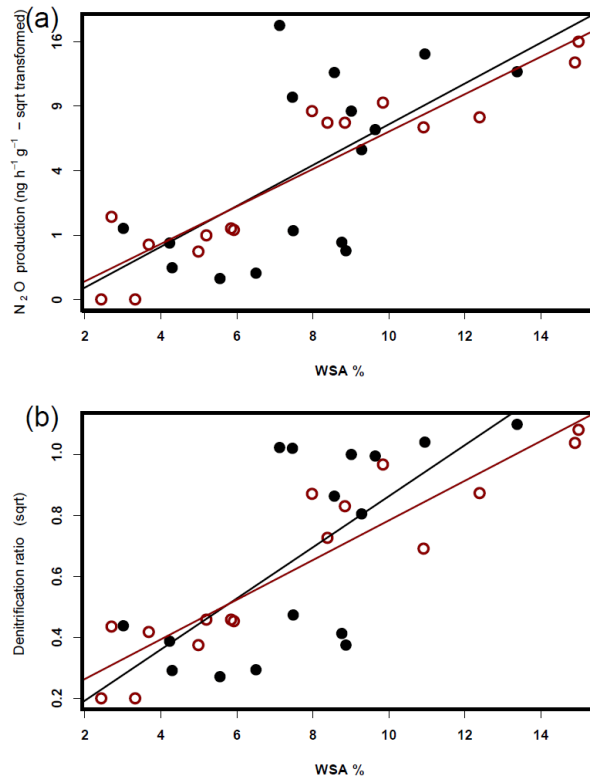 (a)
N2O production (ng h−1 g−1 − sqrt transformed)
16
9
4
1
0
2 4 6 8 10 12 14
WSA %
(b)
Denitrification ratio (sqrt)
1.0
0.8
0.6
0.4
0.2
2 4 6 8 10 12 14
WSA %